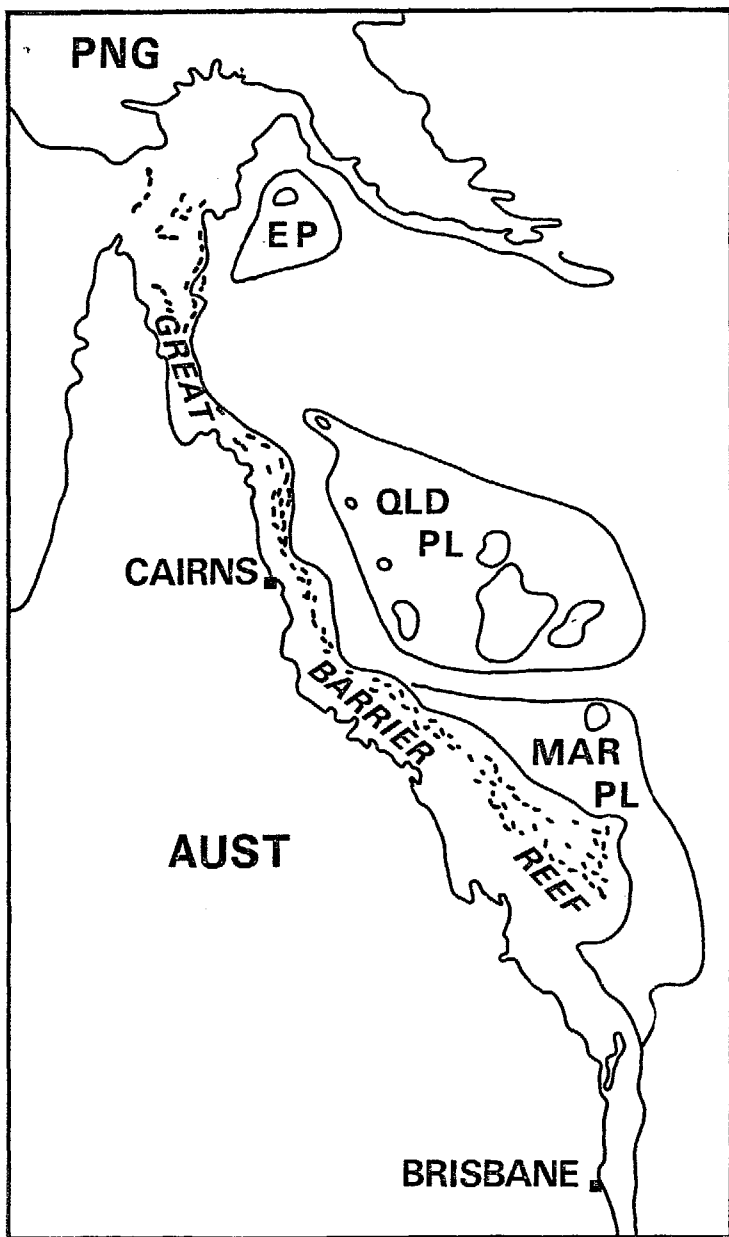 PNG
EP
GREAT
QLD
PL
CAIRNS
BARRIER
MAR
PL
AUST
REEF
BRISBANE